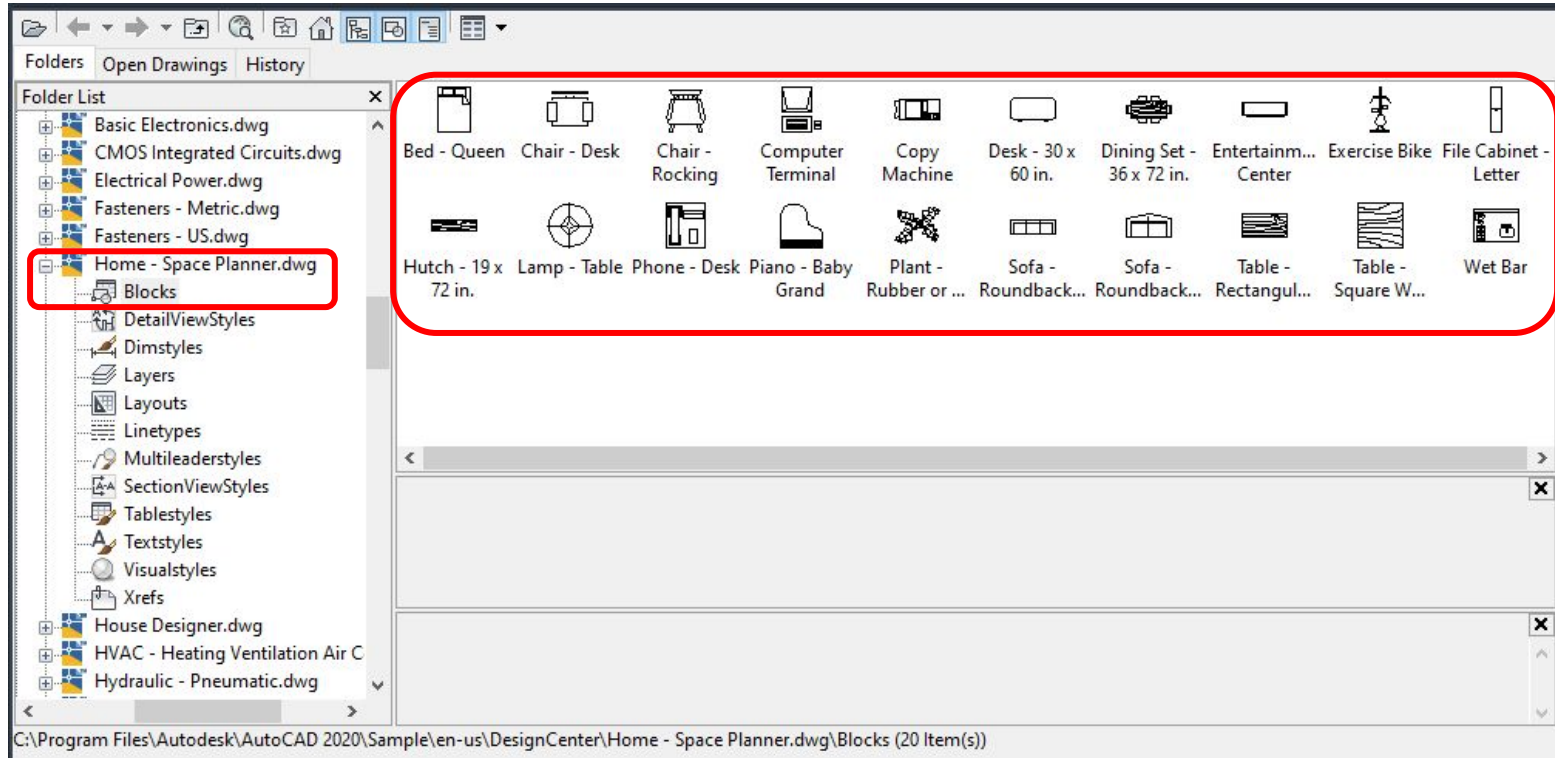 Folders Open Drawings History
Folder List
Basic Electronics.dwg
CMOS Integrated Circuits.dwg
Electrical Power.dwg
Fasteners - Metric.dwg
Fasteners - US.dwg
Home - Space Planner.dwg
Blocks
DetailViewStyles
Dimstyles
Layers
Layouts
Linetypes
Multileaderstyles
SectionViewStyles
Tablestyles
Textstyles
Visualstyles
Xrefs
House Designer.dwg
HVAC - Heating Ventilation Air C
Hydraulic - Pneumatic.dwg
Bed - Queen
Chair - Desk
Chair -
Rocking
Computer
Terminal
Copy
Machine
Desk - 30 x
60 in.
Dining Set -
36 x 72 in.
Entertainm...
Center
Exercise Bike
File Cabinet -
Letter
Hutch - 19 x
72 in.
Lamp - Table
Phone - Desk
Piano - Baby
Grand
Plant -
Rubber or ...
Sofa -
Roundback...
Sofa -
Roundback...
Table -
Rectangul...
Table -
Square W...
Wet Bar
C:\Program Files\Autodesk\AutoCAD 2020\Sample\en-us\DesignCenter\Home - Space Planner.dwg\Blocks (20 Item(s))